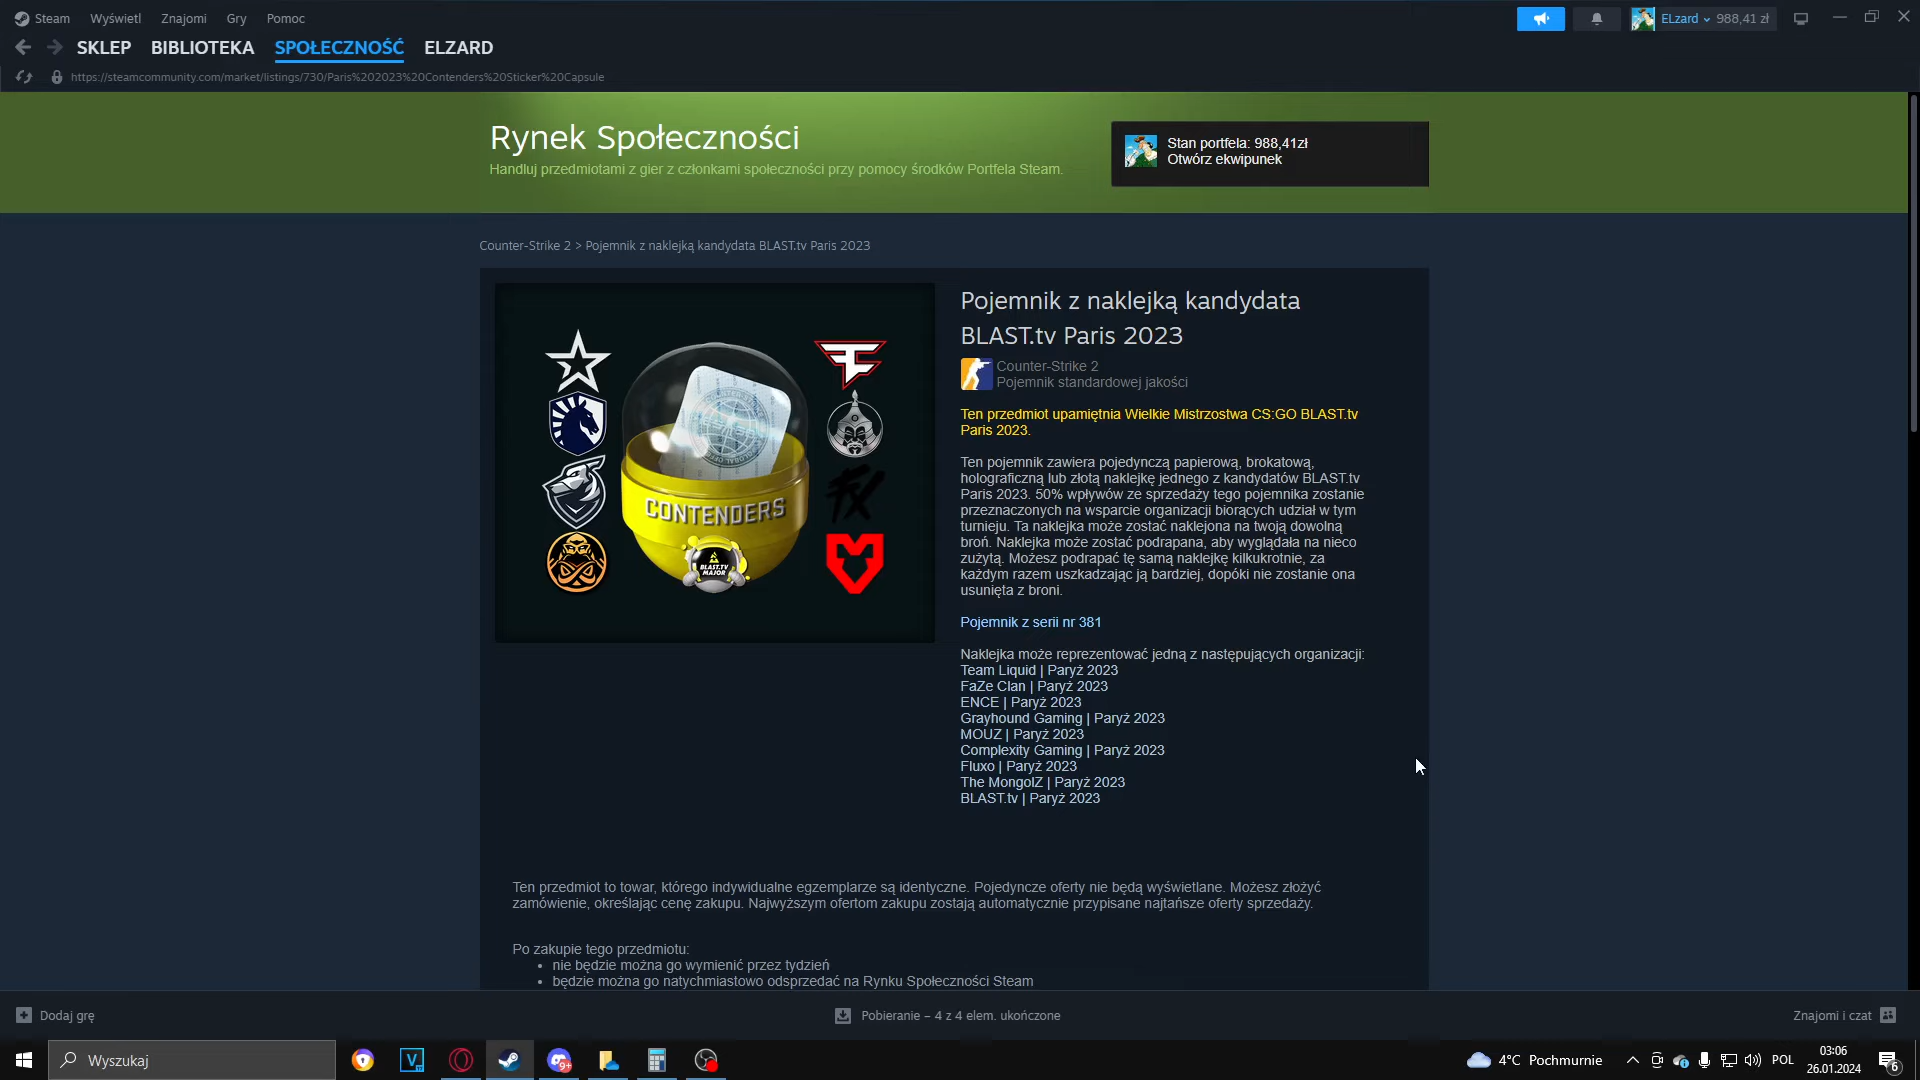 Steam Wyświetl Znajomi Gry Pomoc
ELzard 988,41 zł
SKLEP BIBLIOTEKA SPOŁECZNOŚĆ ELZARD
https://steamcommunity.com/market/listings/730/Paris%202023%20Contenders%20Sticker%20Capsule
Rynek Społeczności
Handluj przedmiotami z gier z członkami społeczności przy pomocy środków Portfela Steam.
Stan portfela: 988,41zł
Otwórz ekwipunek
Counter-Strike 2 > Pojemnik z naklejką kandydata BLAST.tv Paris 2023
CONTENDERS
BLAST.TV
MAJOR
Pojemnik z naklejką kandydata
BLAST.tv Paris 2023
Counter-Strike 2
Pojemnik standardowej jakości
Ten przedmiot upamiętnia Wielkie Mistrzostwa CS:GO BLAST.tv
Paris 2023.
Ten pojemnik zawiera pojedynczą papierową, brokatową,
holograficzną lub złotą naklejkę jednego z kandydatów BLAST.tv
Paris 2023. 50% wpływów ze sprzedaży tego pojemnika zostanie
przeznaczonych na wsparcie organizacji biorących udział w tym
turnieju. Ta naklejka może zostać naklejona na twoją dowolną
broń. Naklejka może zostać podrapana, aby wyglądała na nieco
zużytą. Możesz podrapać tę samą naklejkę kilkukrotnie, za
każdym razem uszkadzając ją bardziej, dopóki nie zostanie ona
usunięta z broni.
Pojemnik z serii nr 381
Naklejka może reprezentować jedną z następujących organizacji:
Team Liquid | Paryż 2023
FaZe Clan | Paryż 2023
ENCE | Paryż 2023
Grayhound Gaming | Paryż 2023
MOUZ | Paryż 2023
Complexity Gaming | Paryż 2023
Fluxo | Paryż 2023
The MongolZ | Paryż 2023
BLAST.tv | Paryż 2023
Ten przedmiot to towar, którego indywidualne egzemplarze są identyczne. Pojedyncze oferty nie będą wyświetlane. Możesz złożyć
zamówienie, określając cenę zakupu. Najwyższym ofertom zakupu zostają automatycznie przypisane najtańsze oferty sprzedaży.
Po zakupie tego przedmiotu:
• nie będzie można go wymienić przez tydzień
• będzie można go natychmiastowo odsprzedać na Rynku Społeczności Steam
Dodaj grę
Pobieranie – 4 z 4 elem. ukończone
Znajomi i czat
Wyszukaj
9+
4°C Pochmurnie
POL
03:06
26.01.2024
6